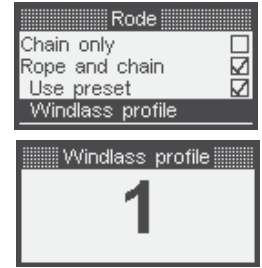 Rode
Chain only
Rope and chain
Use preset
Windlass profile
Windlass profile
1